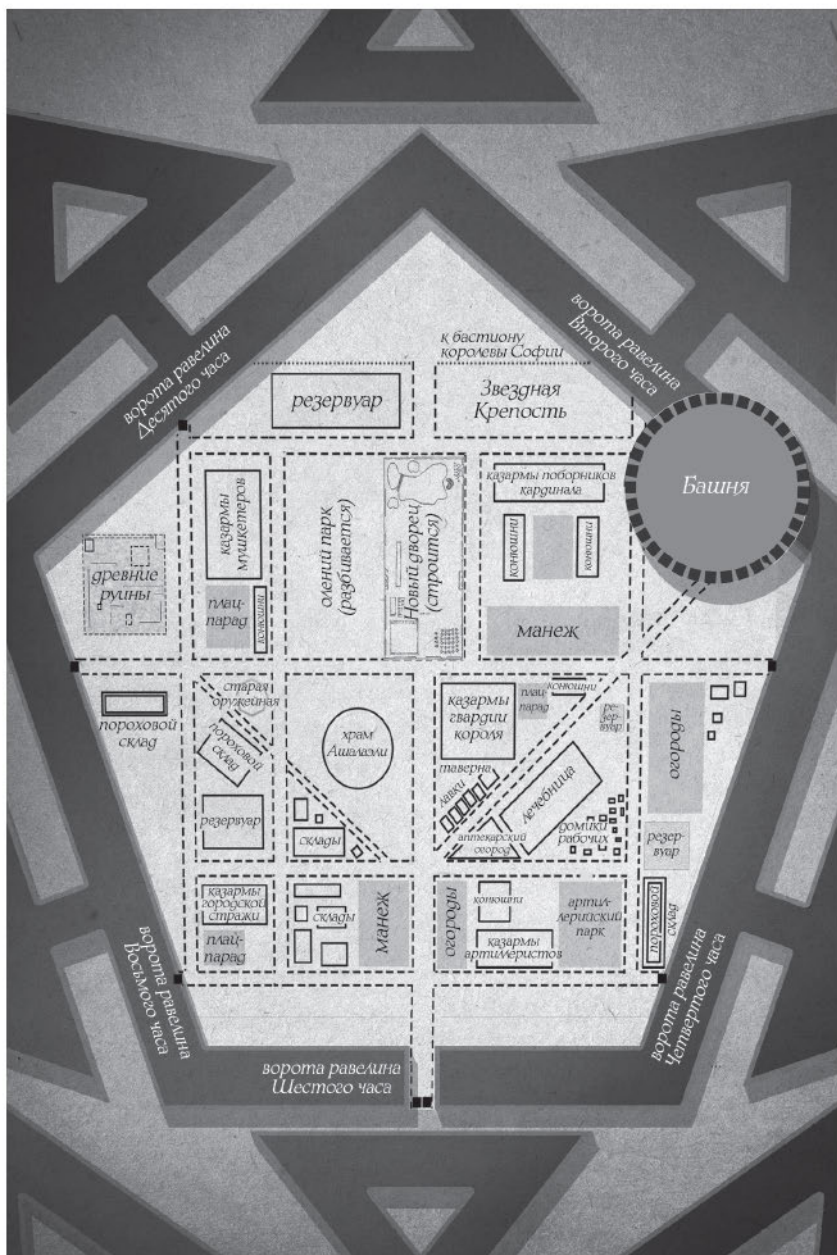 ворота равелина
Десятого часа
ворота равелина
Второго часа
к бастиону
королевы Софии
резервуар
Звездная
Крепость
Башня
казармы
мушкетеров
плац-
парад
конюшни
древние
руины
олений парк
(разбивается)
Новый дворец
(строится)
казармы поборников
кардинала
конюшни
конюшни
манеж
пороховой
склад
старая
оружейная
пороховой
склад
резервуар
храм
Ашалаэли
склады
казармы
гвардии
короля
плац-
парад
конюшни
ре-
зер-
вуар
таверна
лавки
лечебница
аптекарский
огород
домики
рабочих
огороды
резер-
вуар
пороховой
склад
казармы
городской
стражи
плац-
парад
склады
манеж
огороды
конюшни
казармы
артиллеристов
артил-
лерийский
парк
ворота равелина
Восьмого часа
ворота равелина
Шестого часа
ворота равелина
Четвертого часа